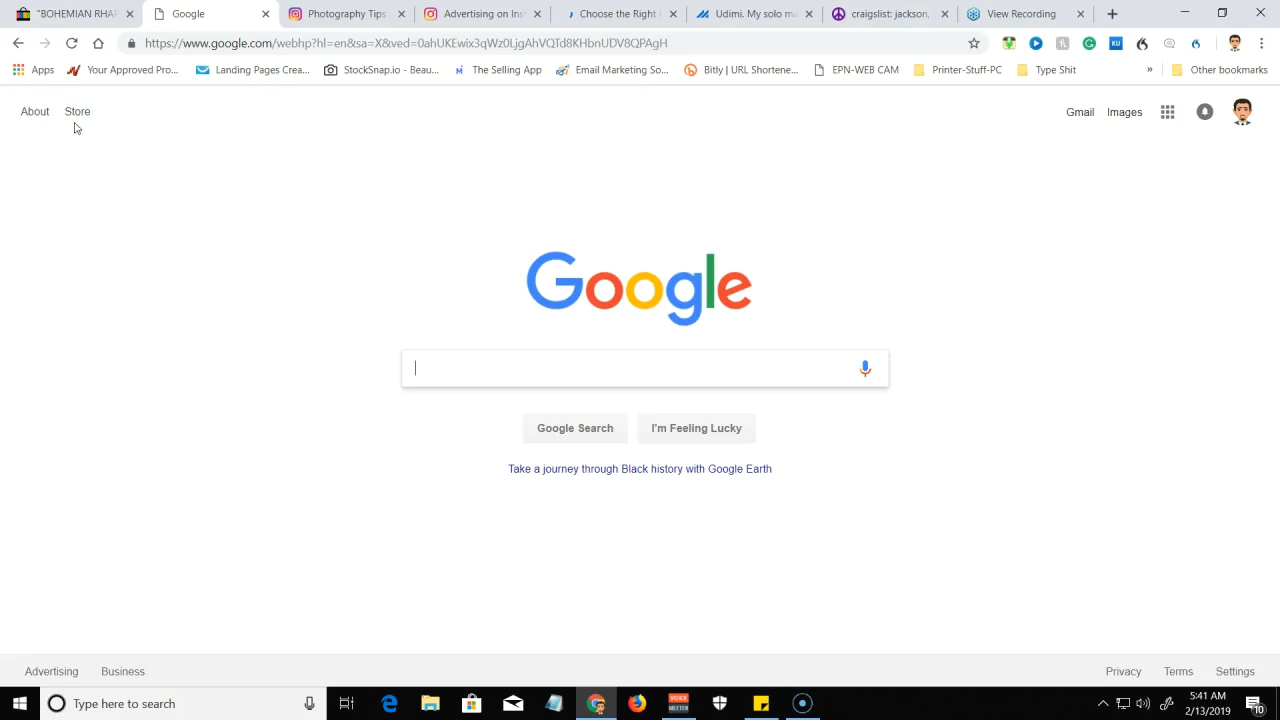 "BOHEMIAN RHAP
Google
Photography Tips
Advertising on Ins
Choose the Right
Udimi. My solo ma
craigslist: jackson,
View Recording
https://www.google.com/webhp?hl=en&sa=X&ved=0ahUKEwix3qWz0LjgAhVQTd8KHbnUDV8QPAgH
Apps
Your Approved Pro...
Landing Pages Crea...
StockSnap.io - Beau...
The Selling App
Email Marketing So...
Bitly | URL Shortene...
EPN-WEB CAM
Printer-Stuff-PC
Type Shit
»
Other bookmarks
About
Store
Gmail
Images
Google
Google Search
I'm Feeling Lucky
Take a journey through Black history with Google Earth
Advertising
Business
Privacy
Terms
Settings
Type here to search
VOICE
MEETER
5:41 AM
2/13/2019
10